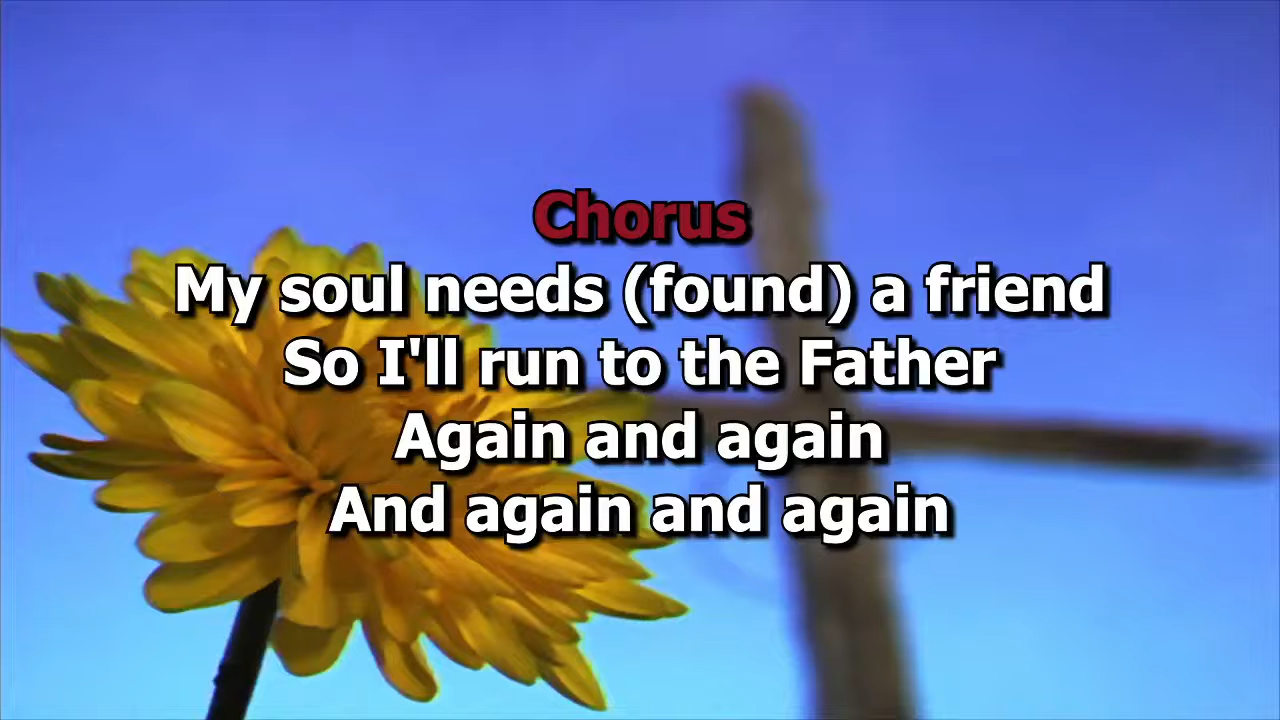 Chorus
My soul needs (found) a friend
So I'll run to the Father
Again and again
And again and again